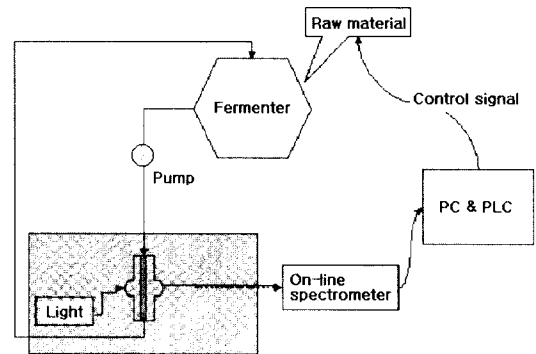 Raw material
Fermenter
Control signal
Pump
PC & PLC
On-line
spectrometer
Light